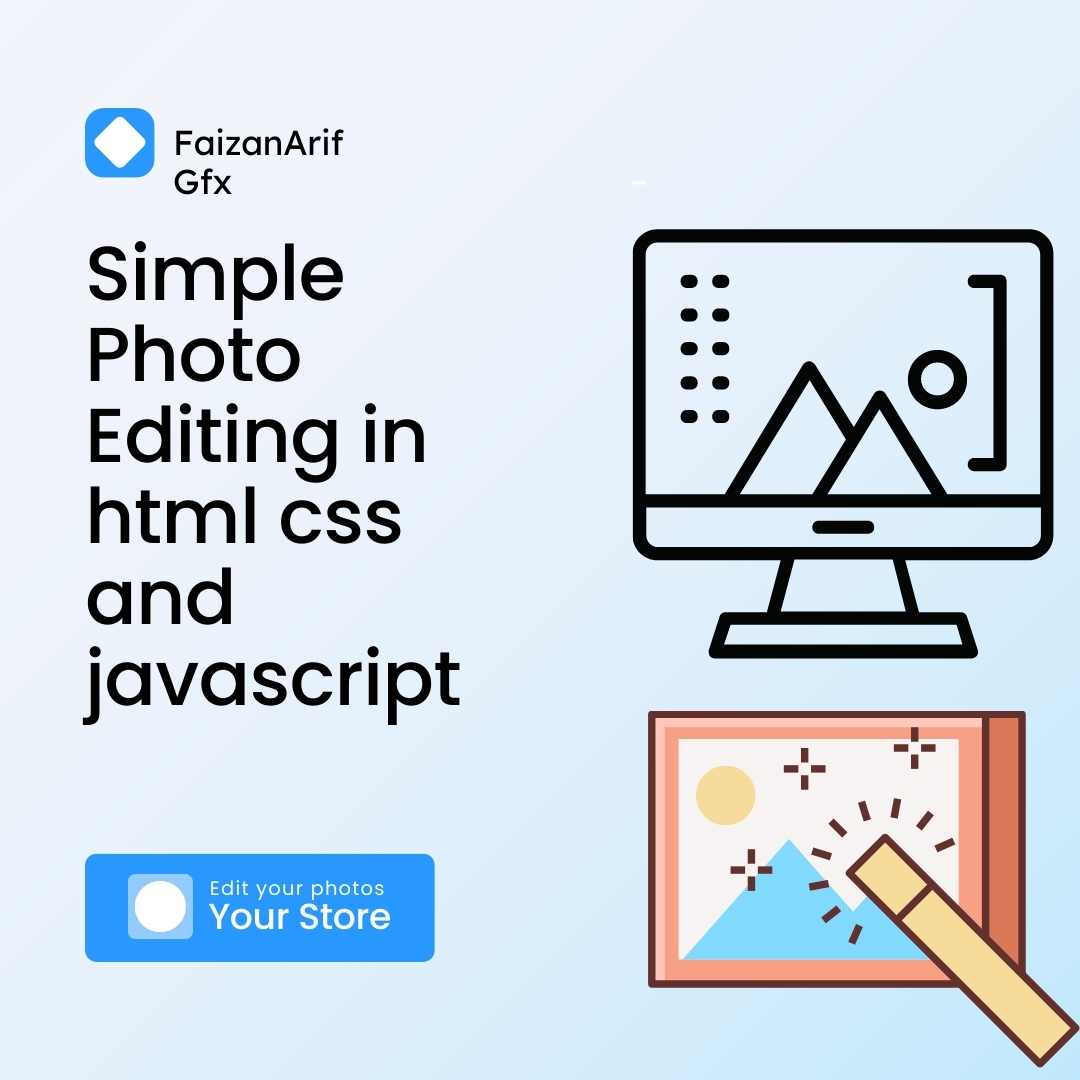 FaizanArif
Gfx
Simple
Photo
Editing in
html css
and
javascript
Edit your photos
Your Store